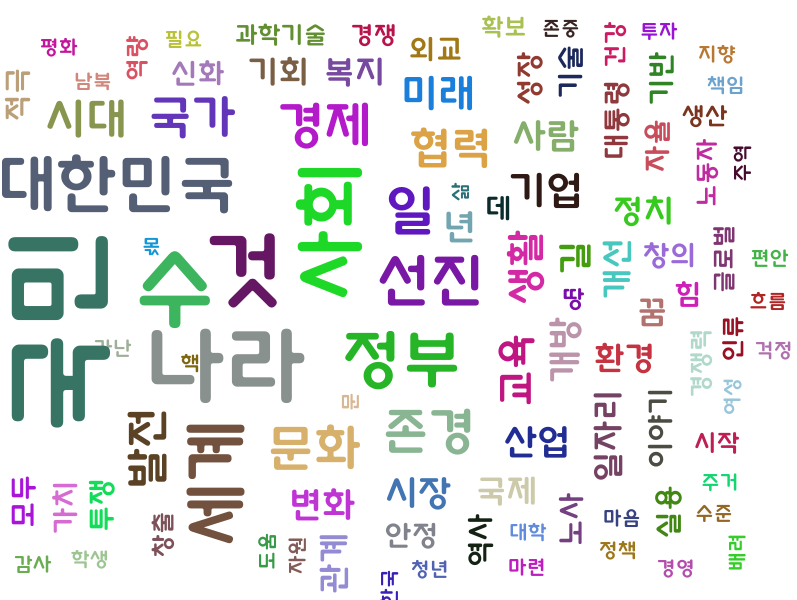 평화
역량
필요
과학기술
경쟁
외교
확보
존중
건강
투자
지향
적극
남북
신화
기회
복지
미래
성장
기술
기반
책임
시대
국가
경제
협력
사람
대통령
자율
생산
노동자
주역
대한민국
사회
일
삶
년
데
기업
정치
국민
몫
수
것
선진
생활
길
개선
창의
글로벌
편안
땅
꿈
힘
흐름
가난
핵
나라
정부
교육
개방
환경
경쟁력
인류
걱정
여성
문
발전
세계
문화
존경
산업
일자리
이야기
시작
모두
가치
투쟁
변화
시장
국제
주거
창출
도움
자원
관계
안정
역사
대학
노사
마음
실용
수준
감사
학생
청년
마련
정책
경영
배려
한국